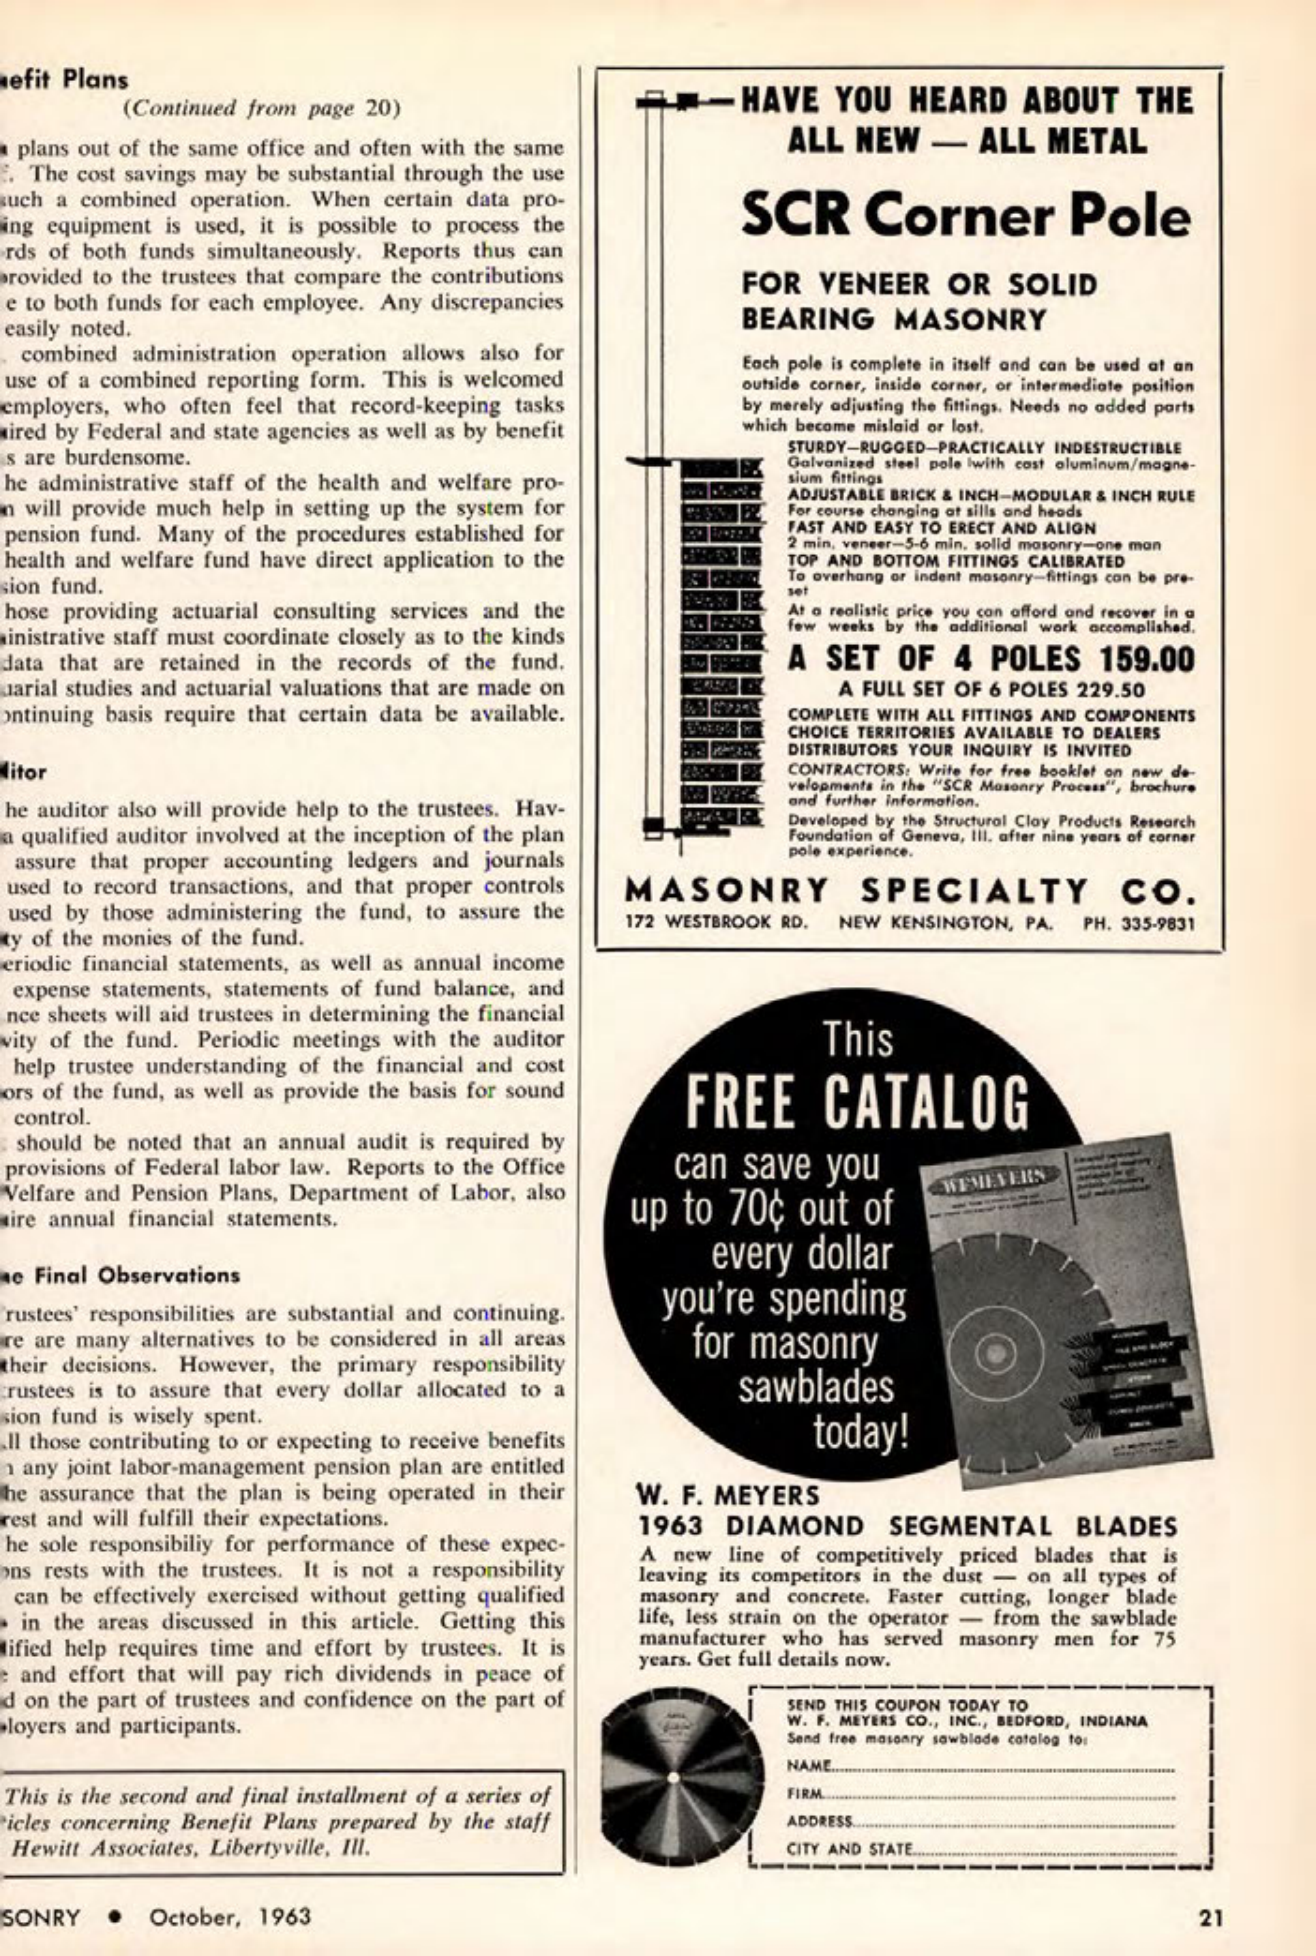 efit Plans
(Continued from page 20)
plans out of the same office and often with the same
The cost savings may be substantial through the use
such a combined operation. When certain data pro-
ing equipment is used, it is possible to process the
rds of both funds simultaneously. Reports thus can
provided to the trustees that compare the contributions
e to both funds for each employee. Any discrepancies
easily noted.
combined administration operation allows also for
use of a combined reporting form. This is welcomed
employers, who often feel that record-keeping tasks
ired by Federal and state agencies as well as by benefit
s are burdensome.
he administrative staff of the health and welfare pro-
will provide much help in setting up the system for
pension fund. Many of the procedures established for
health and welfare fund have direct application to the
sion fund.
hose providing actuarial consulting services and the
inistrative staff must coordinate closely as to the kinds
data that are retained in the records of the fund.
uarial studies and actuarial valuations that are made on
ontinuing basis require that certain data be available.
ditor
he auditor also will provide help to the trustees. Hav-
a qualified auditor involved at the inception of the plan
assure that proper accounting ledgers and journals
used to record transactions, and that proper controls
used by those administering the fund, to assure the
ty of the monies of the fund.
eriodic financial statements, as well as annual income
expense statements, statements of fund balance, and
nce sheets will aid trustees in determining the financial
vity of the fund. Periodic meetings with the auditor
help trustee understanding of the financial and cost
ors of the fund, as well as provide the basis for sound
control.
should be noted that an annual audit is required by
provisions of Federal labor law. Reports to the Office
Welfare and Pension Plans, Department of Labor, also
ire annual financial statements.
e Final Observations
rustees' responsibilities are substantial and continuing.
re are many alternatives to be considered in all areas
their decisions. However, the primary responsibility
trustees is to assure that every dollar allocated to a
sion fund is wisely spent.
ll those contributing to or expecting to receive benefits
any joint labor-management pension plan are entitled
the assurance that the plan is being operated in their
rest and will fulfill their expectations.
he sole responsibiliy for performance of these expec-
ons rests with the trustees. It is not a responsibility
can be effectively exercised without getting qualified
in the areas discussed in this article. Getting this
lified help requires time and effort by trustees. It is
e and effort that will pay rich dividends in peace of
d on the part of trustees and confidence on the part of
ployers and participants.
This is the second and final installment of a series of
icles concerning Benefit Plans prepared by the staff
Hewitt Associates, Libertyville, Ill.
SONRY • October, 1963
HAVE YOU HEARD ABOUT THE
ALL NEW — ALL METAL
SCR Corner Pole
FOR VENEER OR SOLID
BEARING MASONRY
Each pole is complete in itself and can be used at an
outside corner, inside corner, or intermediate position
by merely adjusting the fittings. Needs no added parts
which become mislaid or lost.
STURDY—RUGGED—PRACTICALLY INDESTRUCTIBLE
Galvanized steel pole with cast aluminum/magne-
sium fittings
ADJUSTABLE BRICK & INCH—MODULAR & INCH RULE
For course changing at sills and heads
FAST AND EASY TO ERECT AND ALIGN
2 min. veneer—5-6 min. solid masonry—one man
TOP AND BOTTOM FITTINGS CALIBRATED
To overhang or indent masonry—fittings can be pre-
set
At a realistic price you can afford and recover in a
few weeks by the additional work accomplished.
A SET OF 4 POLES 159.00
A FULL SET OF 6 POLES 229.50
COMPLETE WITH ALL FITTINGS AND COMPONENTS
CHOICE TERRITORIES AVAILABLE TO DEALERS
DISTRIBUTORS YOUR INQUIRY IS INVITED
CONTRACTORS: Write for free booklet on new de-
velopments in the "SCR Masonry Process", brochure
and further information.
Developed by the Structural Clay Products Research
Foundation of Geneva, Ill. after nine years of corner
pole experience.
MASONRY SPECIALTY CO.
172 WESTBROOK RD. NEW KENSINGTON, PA. PH. 335-9831
This
FREE CATALOG
can save you
up to 70¢ out of
every dollar
you're spending
for masonry
sawblades
today!
W. F. MEYERS
W. F. MEYERS
1963 DIAMOND SEGMENTAL BLADES
A new line of competitively priced blades that is
leaving its competitors in the dust — on all types of
masonry and concrete. Faster cutting, longer blade
life, less strain on the operator — from the sawblade
manufacturer who has served masonry men for 75
years. Get full details now.
SEND THIS COUPON TODAY TO
W. F. MEYERS CO., INC., BEDFORD, INDIANA
Send free masonry sawblade catalog to:
NAME
FIRM
ADDRESS
CITY AND STATE
21